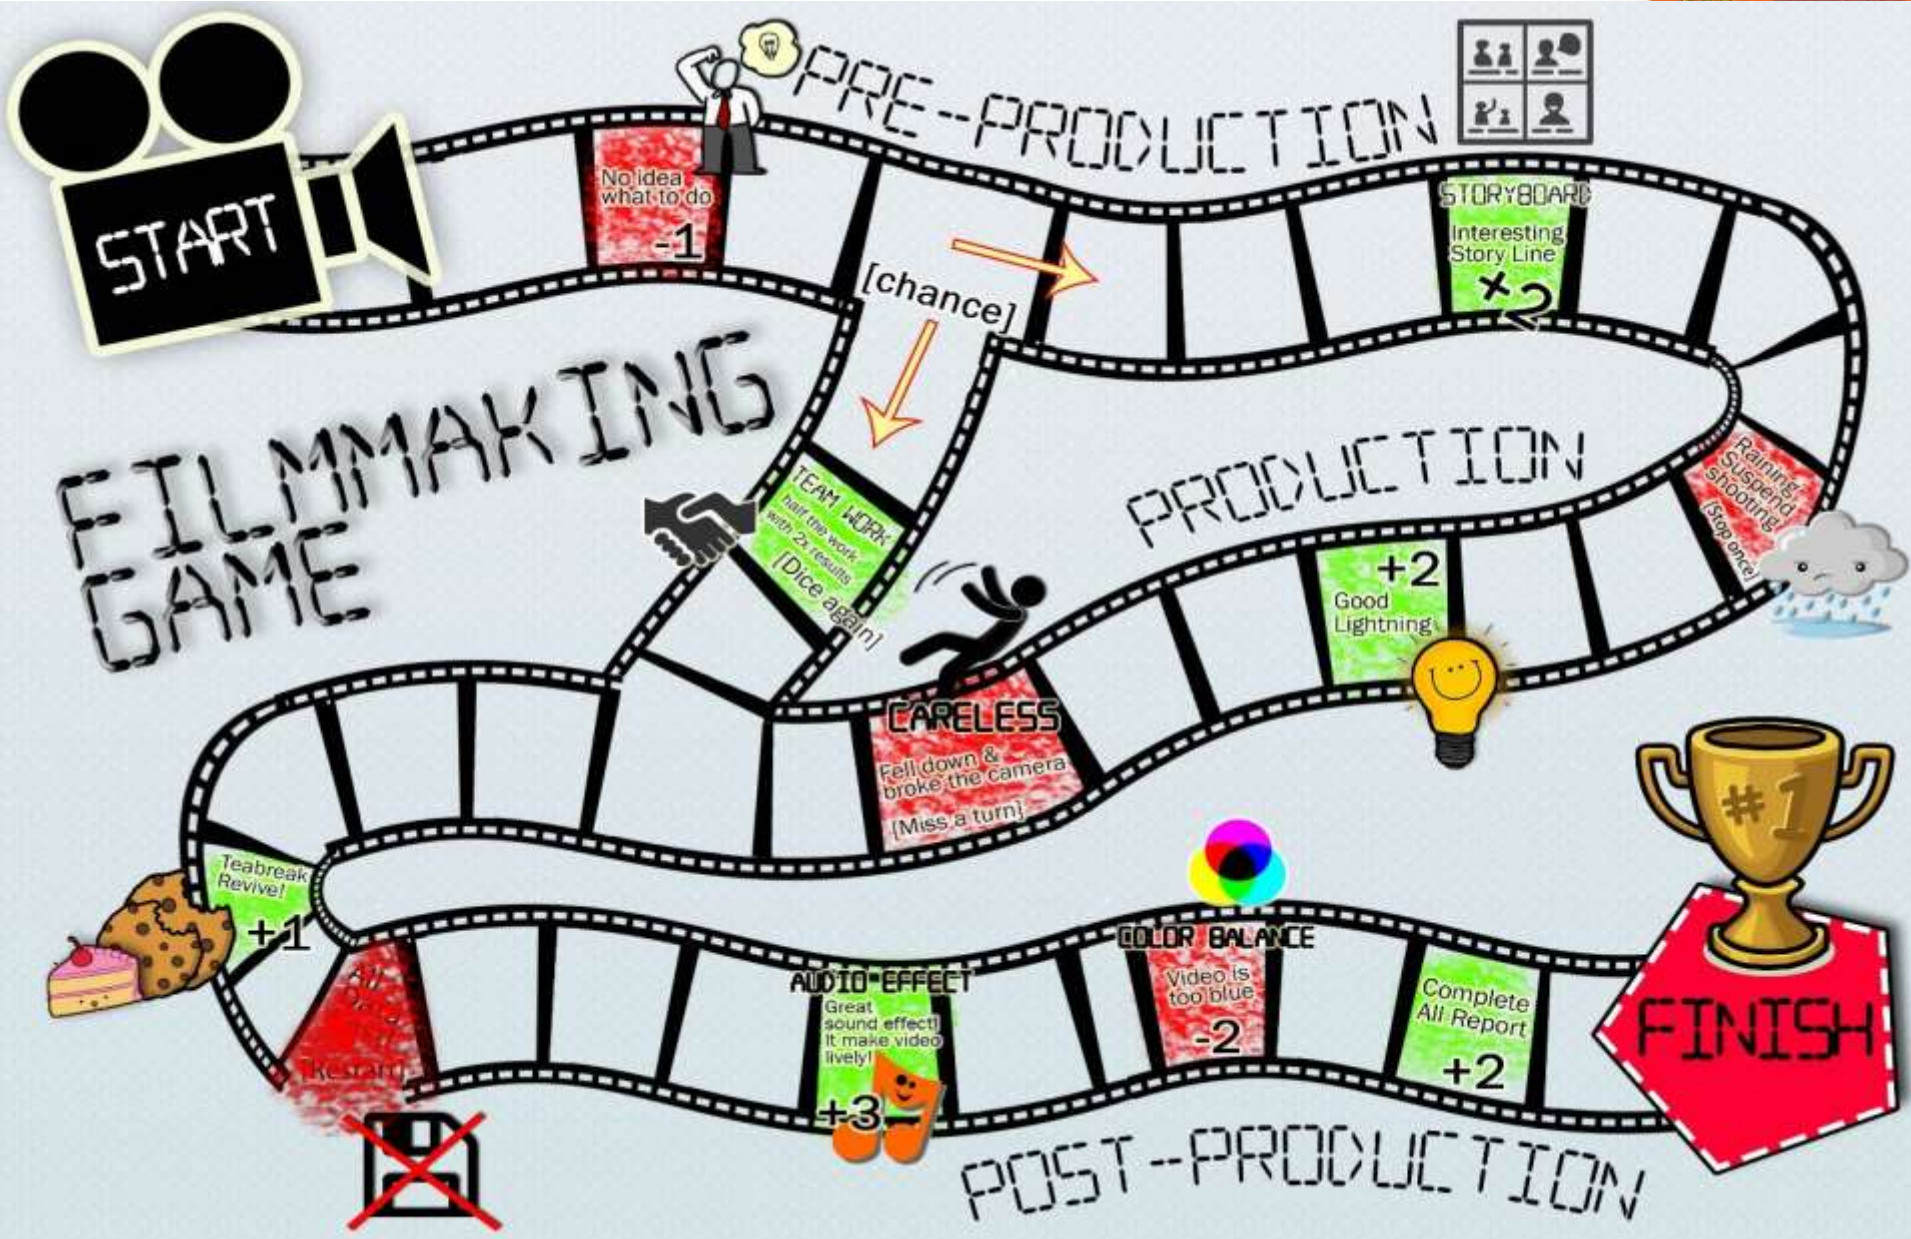 START
No idea
what to do
-1
PRE-PRODUCTION
[chance]
STORYBOARD
Interesting
Story Line
x2
FILMMAKING
GAME
TEAM WORK
half the work
with 2x results
[Dice again]
PRODUCTION
Raining,
Suspend
shooting
[Stop once]
+2
Good
Lightning
CARELESS
Fell down &
broke the camera
[Miss a turn]
#1
Teabreak
Revive!
+1
All
[Restart]
AUDIO EFFECT
Great
sound effect!
It make video
lively!
+3
COLOR BALANCE
Video is
too blue
-2
Complete
All Report
+2
FINISH
POST-PRODUCTION